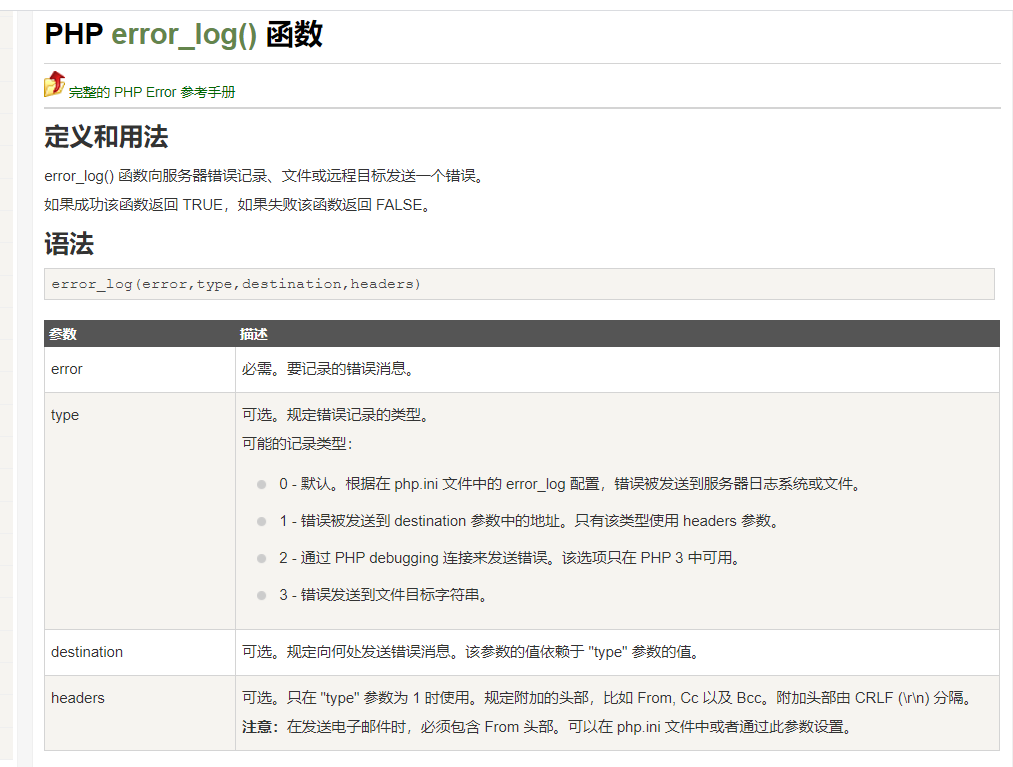 PHP error_log() 函数
完整的 PHP Error 参考手册
定义和用法
error_log() 函数向服务器错误记录、文件或远程目标发送一个错误。
如果成功该函数返回 TRUE，如果失败该函数返回 FALSE。
语法
error_log(error,type,destination,headers)
参数 描述
error 必需。要记录的错误消息。
type 可选。规定错误记录的类型。
可能的记录类型：
0 - 默认。根据在 php.ini 文件中的 error_log 配置，错误被发送到服务器日志系统或文件。
1 - 错误被发送到 destination 参数中的地址。只有该类型使用 headers 参数。
2 - 通过 PHP debugging 连接来发送错误。该选项只在 PHP 3 中可用。
3 - 错误发送到文件目标字符串。
destination 可选。规定向何处发送错误消息。该参数的值依赖于 "type" 参数的值。
headers 可选。只在 "type" 参数为 1 时使用。规定附加的头部，比如 From, Cc 以及 Bcc。附加头部由 CRLF (\r\n) 分隔。
注意：在发送电子邮件时，必须包含 From 头部。可以在 php.ini 文件中或者通过此参数设置。